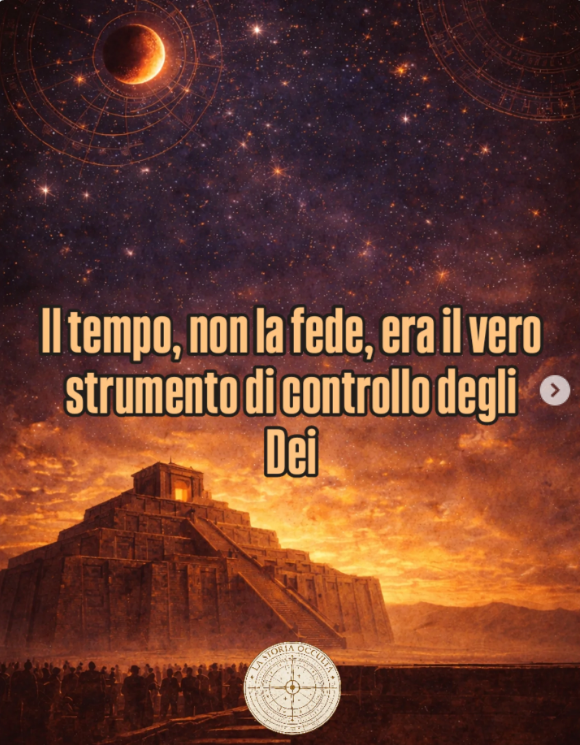 Il tempo, non la fede, era il vero
strumento di controllo degli
Dei
LA STORIA OCCULTA